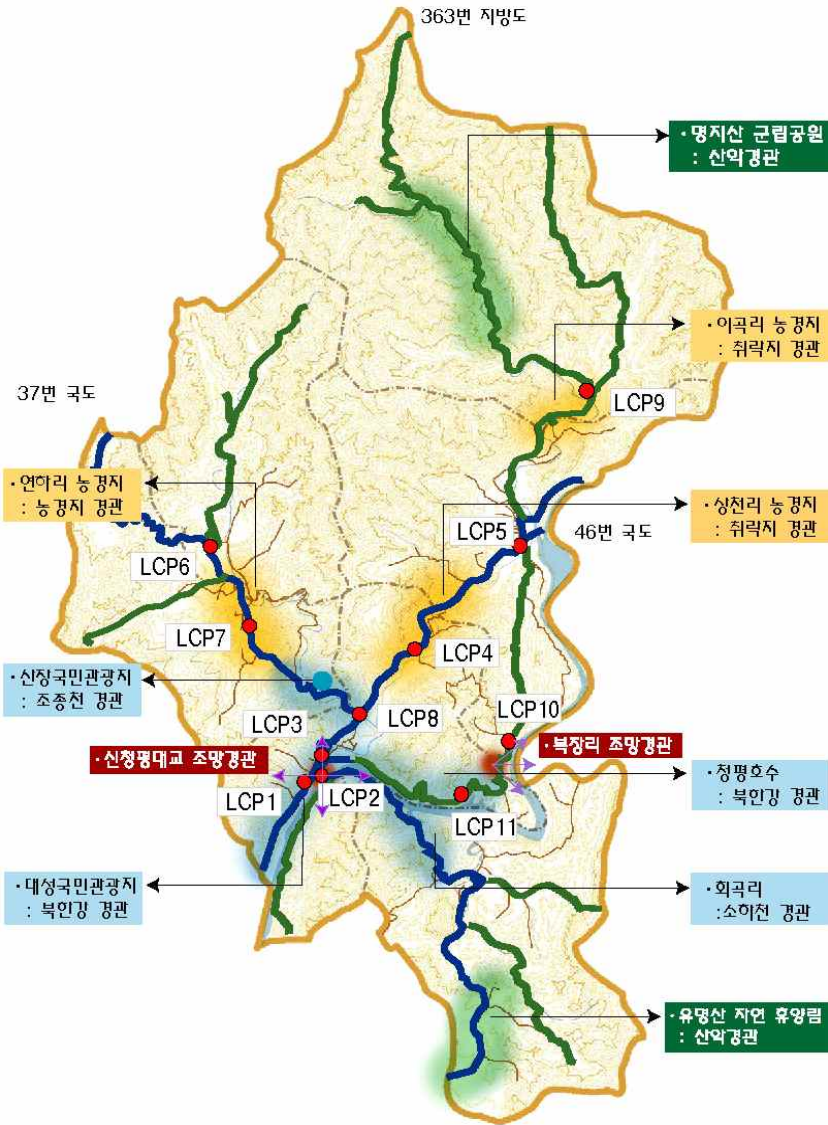 363번 지방도
·명지산 군립공원
: 산악경관
·이곡리 농경지
: 취락지 경관
37번 국도
LCP9
·연하리 농경지
: 농경지 경관
·상천리 농경지
: 취락지 경관
LCP5
46번 국도
LCP6
LCP7
LCP4
·신장국민관광지
: 조종천 경관
LCP3
LCP8
LCP10
·신청평대교 조망경관
·북장리 조망경관
LCP1
LCP2
·청평호수
: 북한강 경관
LCP11
·대성국민관광지
: 북한강 경관
·회곡리
:소하천 경관
·유명산 자연 휴양림
: 산악경관